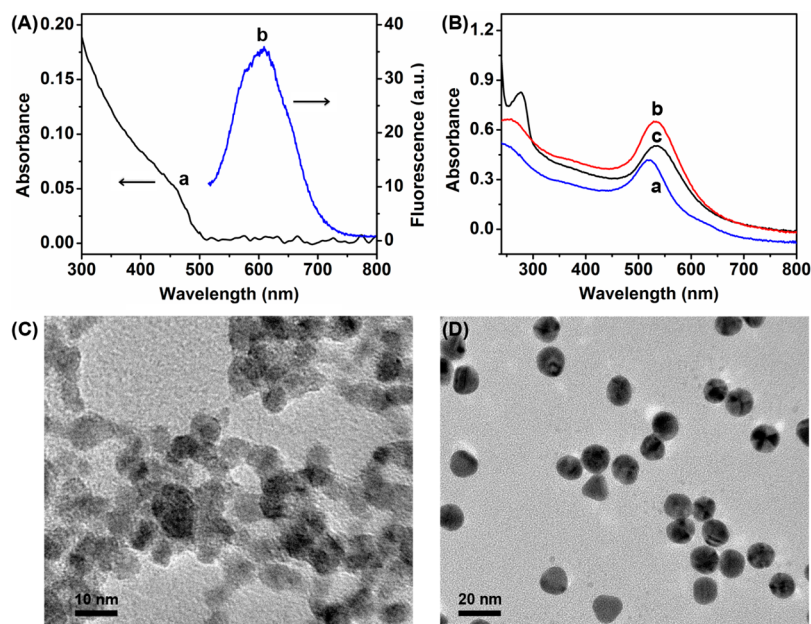 (A)
0.20
0.15
0.10
0.05
0.00
Absorbance
a
b
40
30
20
10
0
Fluorescence (a.u.)
300 400 500 600 700 800
Wavelength (nm)
(B)
1.2
0.9
0.6
0.3
0.0
Absorbance
b
c
a
300 400 500 600 700 800
Wavelength (nm)
(C)
10 nm
(D)
20 nm